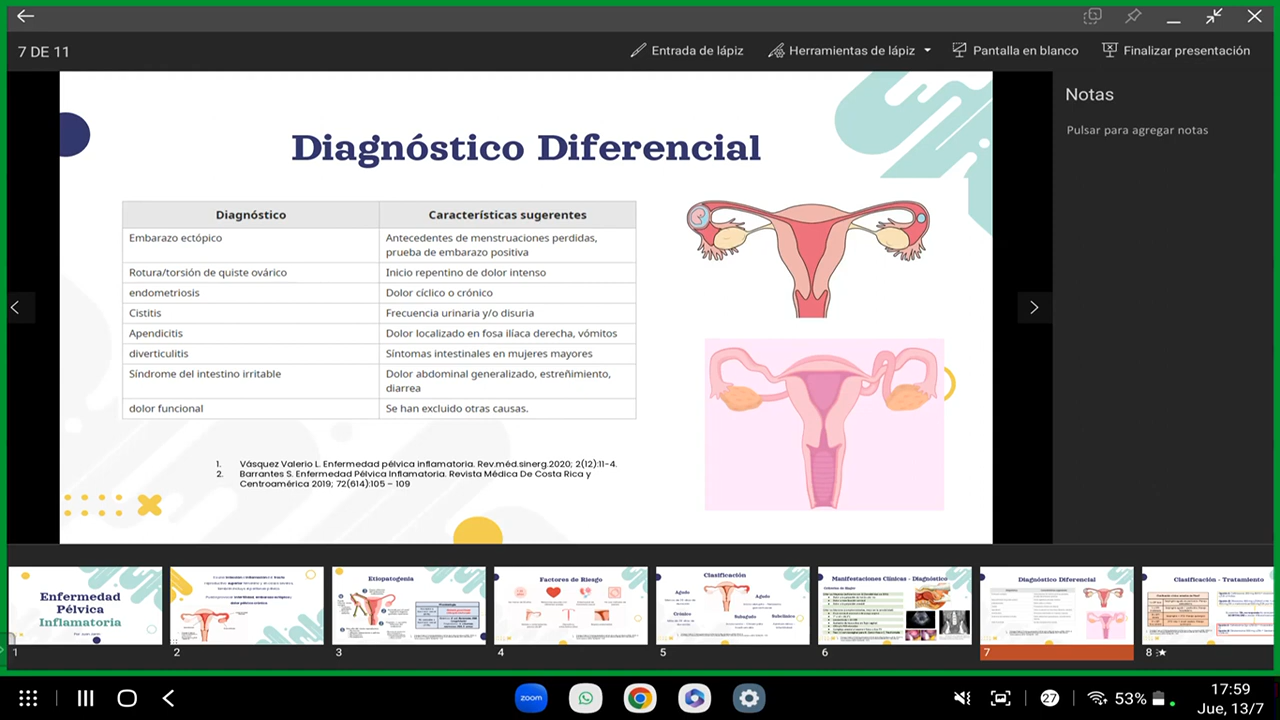 7 DE 11
Entrada de lápiz
Herramientas de lápiz
Pantalla en blanco
Finalizar presentación
Notas
Pulsar para agregar notas
Diagnóstico Diferencial
Diagnóstico Características sugerentes
Embarazo ectópico Antecedentes de menstruaciones perdidas,
prueba de embarazo positiva
Rotura/torsión de quiste ovárico Inicio repentino de dolor intenso
endometriosis Dolor cíclico o crónico
Cistitis Frecuencia urinaria y/o disuria
Apendicitis Dolor localizado en fosa ilíaca derecha, vómitos
diverticulitis Síntomas intestinales en mujeres mayores
Síndrome del intestino irritable Dolor abdominal generalizado, estreñimiento,
diarrea
dolor funcional Se han excluido otras causas.
1. Vásquez Valerio L. Enfermedad pélvica inflamatoria. Rev.méd.sinerg.2020; 2(12):11-4.
2. Barrantes S. Enfermedad Pélvica Inflamatoria. Revista Médica De Costa Rica y
Centroamérica 2019; 72(614):105 – 109
Enfermedad
Pélvica
Inflamatoria
Etiopatogenia
Factores de Riesgo
Clasificación
Agudo
Agudo
Crónico
Subagudo
Subclínico
Manifestaciones Clínicas - Diagnóstico
Diagnóstico Diferencial
Clasificación - Tratamiento
1
2
3
4
5
6
7
8
zoom
27
53%
17:59
Jue, 13/7